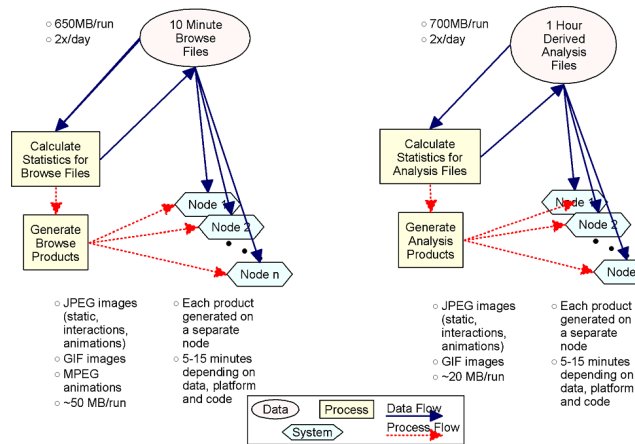 650MB/run
2x/day
10 Minute
Browse
Files
Calculate
Statistics for
Browse Files
Generate
Browse
Products
Node 1
Node 2
Node n
JPEG images
(static,
interactions,
animations)
GIF images
MPEG
animations
~50 MB/run
Each product
generated on
a separate
node
5-15 minutes
depending on
data, platform
and code
700MB/run
2x/day
1 Hour
Derived
Analysis
Files
Calculate
Statistics for
Analysis Files
Generate
Analysis
Products
Node 1
Node 2
Node
JPEG images
(static,
interactions,
animations)
GIF images
~20 MB/run
Each product
generated on
a separate
node
5-15 minutes
depending on
data, platform
and code
Data
Process
System
Data Flow
Process Flow